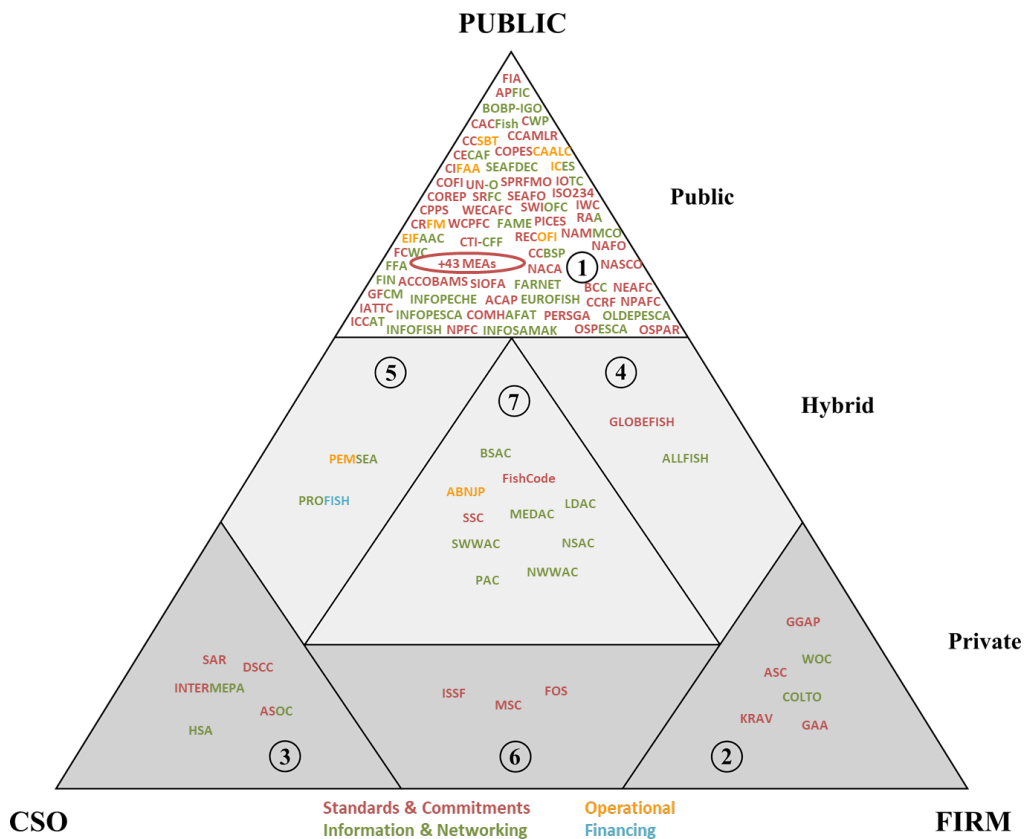 PUBLIC
FIA
APFIC
BOBP-IGO
CACFish CWP
CCSBT CCAMLR
CECAF COPESCAALC
CIFAA SEAFDEC ICES
COFI UN-O SPRFMO IOTC
COREP SRFC SEAFO ISO234
Public
CPPS WECAFC SWIOFC IWC
CRFM WCPFC FAME PICES RAA
EIFAAC CTI-CFF RECOFI NAMMCO
FCWC CCBSP NAFO
FFA +43 MEAs NACA 1 NASCO
FIN ACCOBAMS SIOFA FARNET BCC NEAFC
GFCM INFOPECHE ACAP EUROFISH CCRF NPAFC
IATTC INFOPESCA COMHAFAT PERSGA OLDEPESCA
ICCAT INFOFISH NPFC INFOSAMAK OSPESCA OSPAR
5 4
7
Hybrid
GLOBEFISH
BSAC
PEMSEA ALLFISH
FishCode
ABNJP
PROFISH LDAC
SSC MEDAC
SWWAC NSAC
PAC NWWAC
GGAP
Private
SAR DSCC WOC
ASC
INTERMEPA ISSF FOS
MSC COLTO
ASOC KRAV GAA
HSA
3 6 2
Standards & Commitments Operational
CSO FIRM
Information & Networking Financing